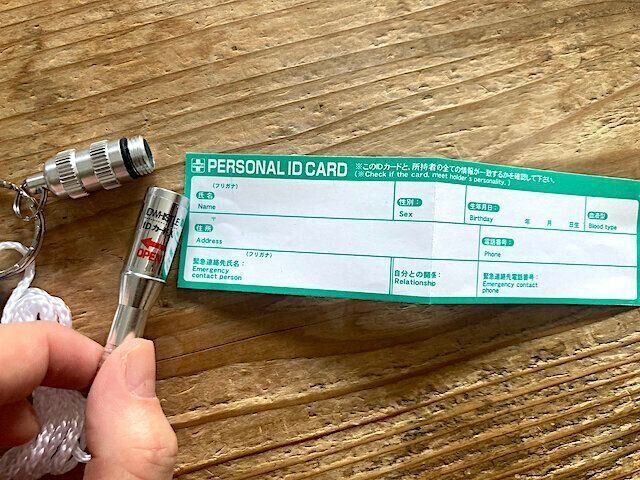 PERSONAL ID CARD
※このIDカードと、所持者の全ての情報が一致するかを確認して下さい。
(※Check if the card, meet holder's personality.)
(フリガナ)
氏名
Name
性別:
Sex
生年月日:
Birthday
年 月 日生
血液型
Blood type
〒
住所
Address
電話番号:
Phone
(フリガナ)
緊急連絡先氏名:
Emergency
contact person
自分との関係:
Relationship
緊急連絡先電話番号:
Emergency contact
phone
IDカード
OPEN